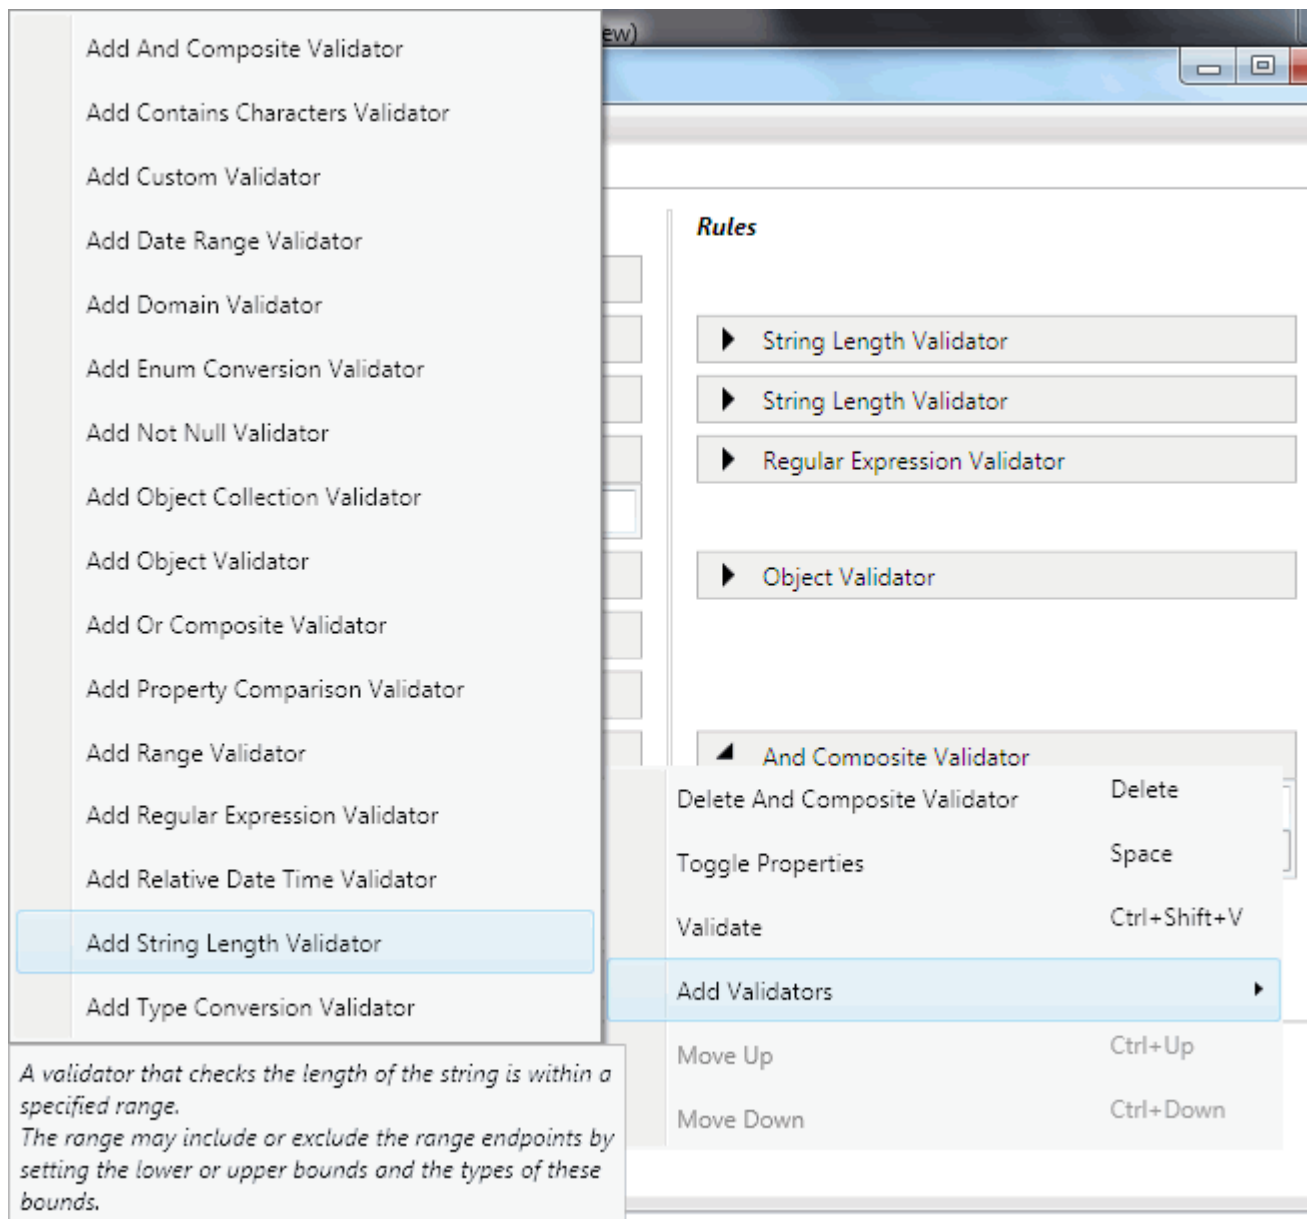 ew)
Add And Composite Validator
Add Contains Characters Validator
Add Custom Validator
Add Date Range Validator
Add Domain Validator
Add Enum Conversion Validator
Add Not Null Validator
Add Object Collection Validator
Add Object Validator
Add Or Composite Validator
Add Property Comparison Validator
Add Range Validator
Add Regular Expression Validator
Add Relative Date Time Validator
Add String Length Validator
Add Type Conversion Validator
A validator that checks the length of the string is within a
specified range.
The range may include or exclude the range endpoints by
setting the lower or upper bounds and the types of these
bounds.
Rules
String Length Validator
String Length Validator
Regular Expression Validator
Object Validator
And Composite Validator
Delete And Composite Validator Delete
Toggle Properties Space
Validate Ctrl+Shift+V
Add Validators
Move Up Ctrl+Up
Move Down Ctrl+Down